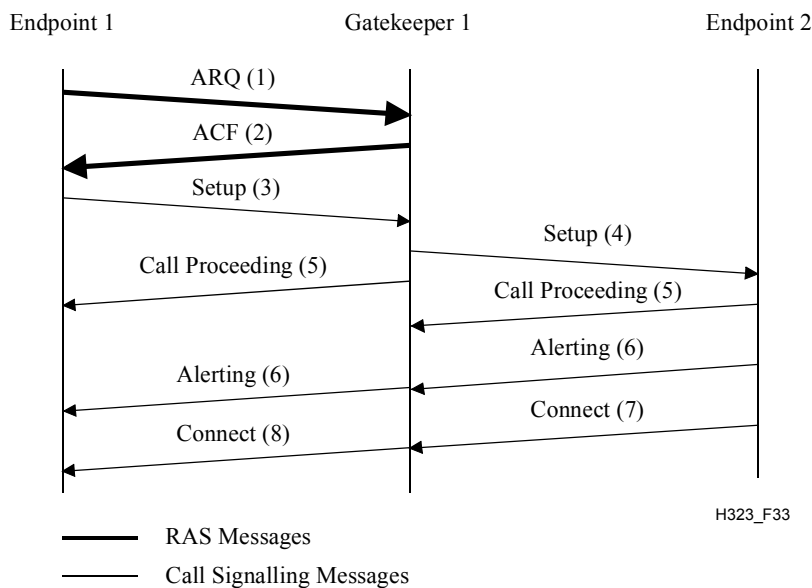 Endpoint 1 Gatekeeper 1 Endpoint 2
ARQ (1)
ACF (2)
Setup (3)
Setup (4)
Call Proceeding (5)
Call Proceeding (5)
Alerting (6)
Alerting (6)
Connect (7)
Connect (8)
H323_F33
RAS Messages
Call Signalling Messages